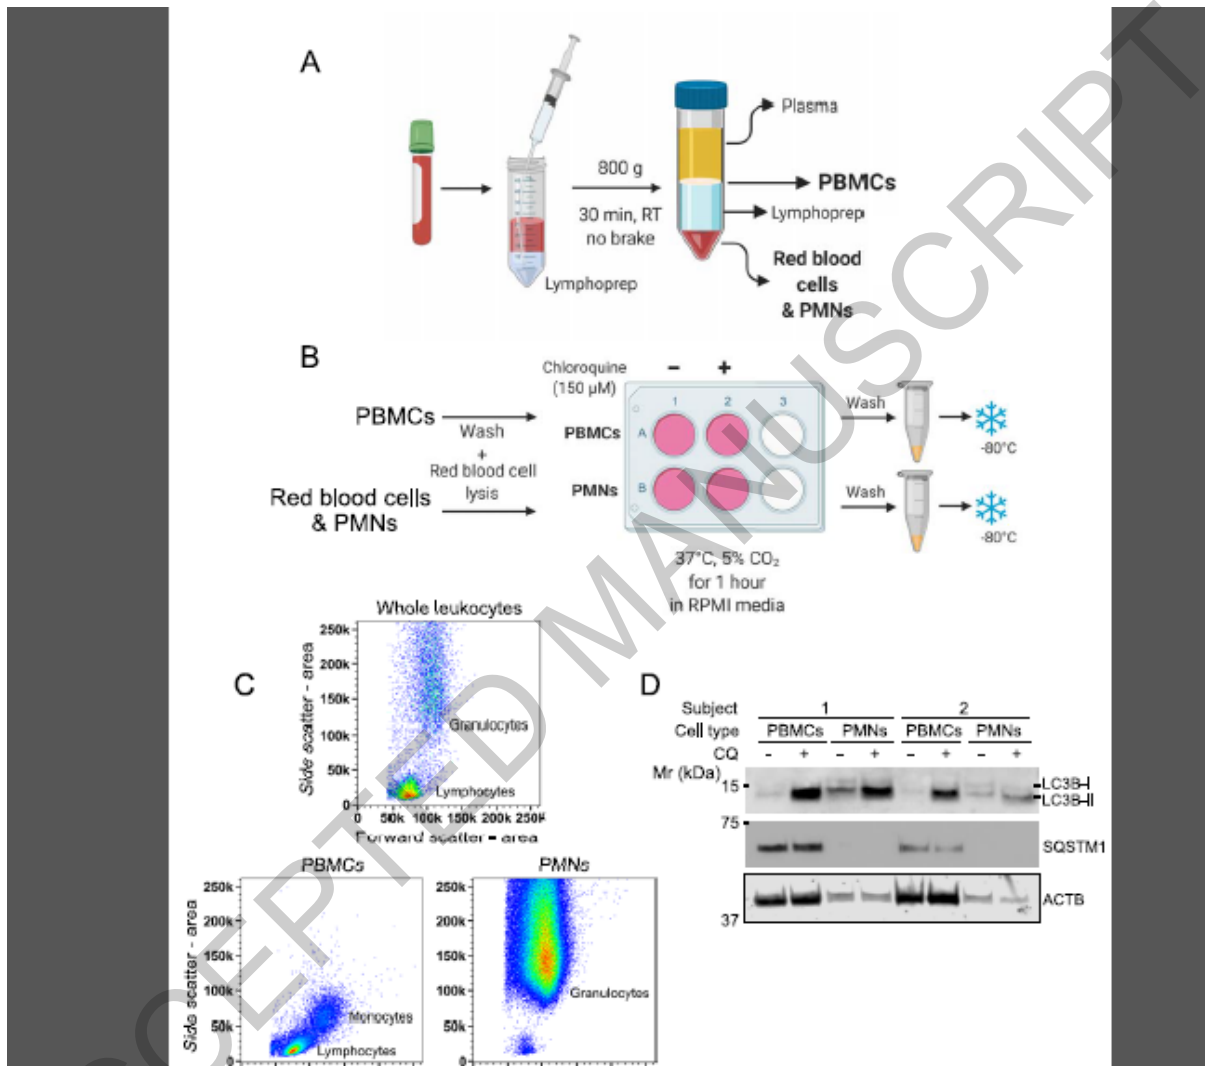 A
Plasma
800 g
PBMCs
30 min, RT
no brake
Lymphoprep
Lymphoprep
Red blood
cells
& PMNs
B
Chloroquine
(150 µM)
- +
1 2 3
PBMCs
Wash
+
Red blood cell
lysis
Red blood cells
& PMNs
PBMCs A
PMNs B
Wash
-80°C
Wash
-80°C
37°C, 5% CO₂
for 1 hour
in RPMI media
C
Whole leukocytes
Side scatter - area
250k
200k
150k
100k
50k
0
Granulocytes
Lymphocytes
0 50k 100k 150k 200k 250k
Forward scatter - area
PBMCs
Side scatter - area
250k
200k
150k
100k
50k
0
Monocytes
Lymphocytes
PMNs
250k
200k
150k
100k
50k
0
Granulocytes
D
Subject 1 2
Cell type PBMCs PMNs PBMCs PMNs
CQ - + - + - + - +
Mr (kDa)
15
LC3B-I
LC3B-II
75
SQSTM1
ACTB
37
CCEPTED MANUSCRIPT